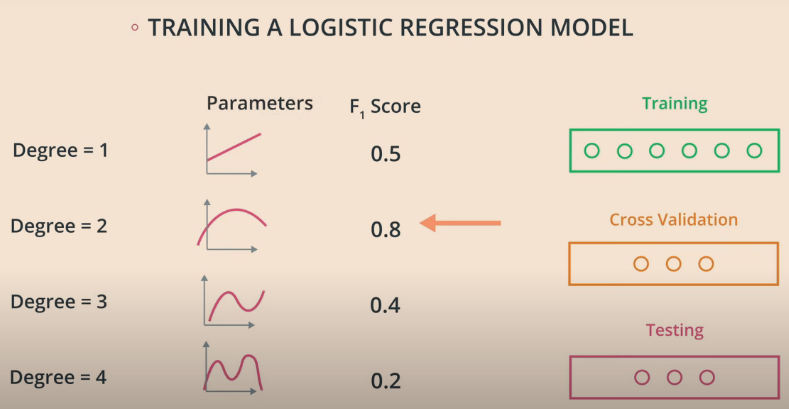 TRAINING A LOGISTIC REGRESSION MODEL
Parameters
F1 Score
Training
Degree = 1
0.5
Degree = 2
0.8
Cross Validation
Degree = 3
0.4
Testing
Degree = 4
0.2